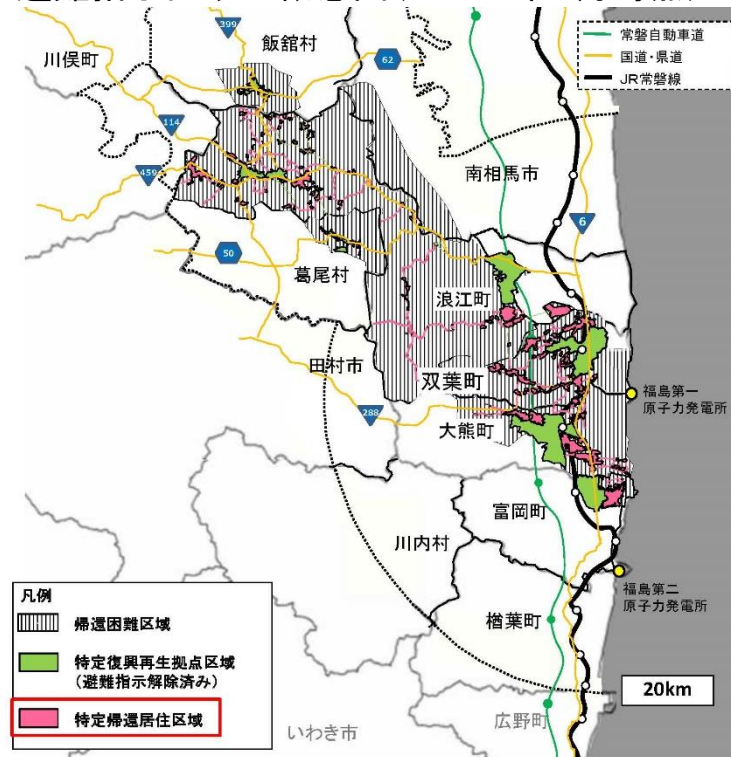 常磐自動車道
国道・県道
JR常磐線
399
飯舘村
62
川俣町
114
459
南相馬市
6
50
葛尾村
浪江町
田村市
双葉町
福島第一
原子力発電所
288
大熊町
富岡町
川内村
福島第二
原子力発電所
楢葉町
20km
広野町
いわき市
凡例
帰還困難区域
特定復興再生拠点区域
(避難指示解除済み)
特定帰還居住区域